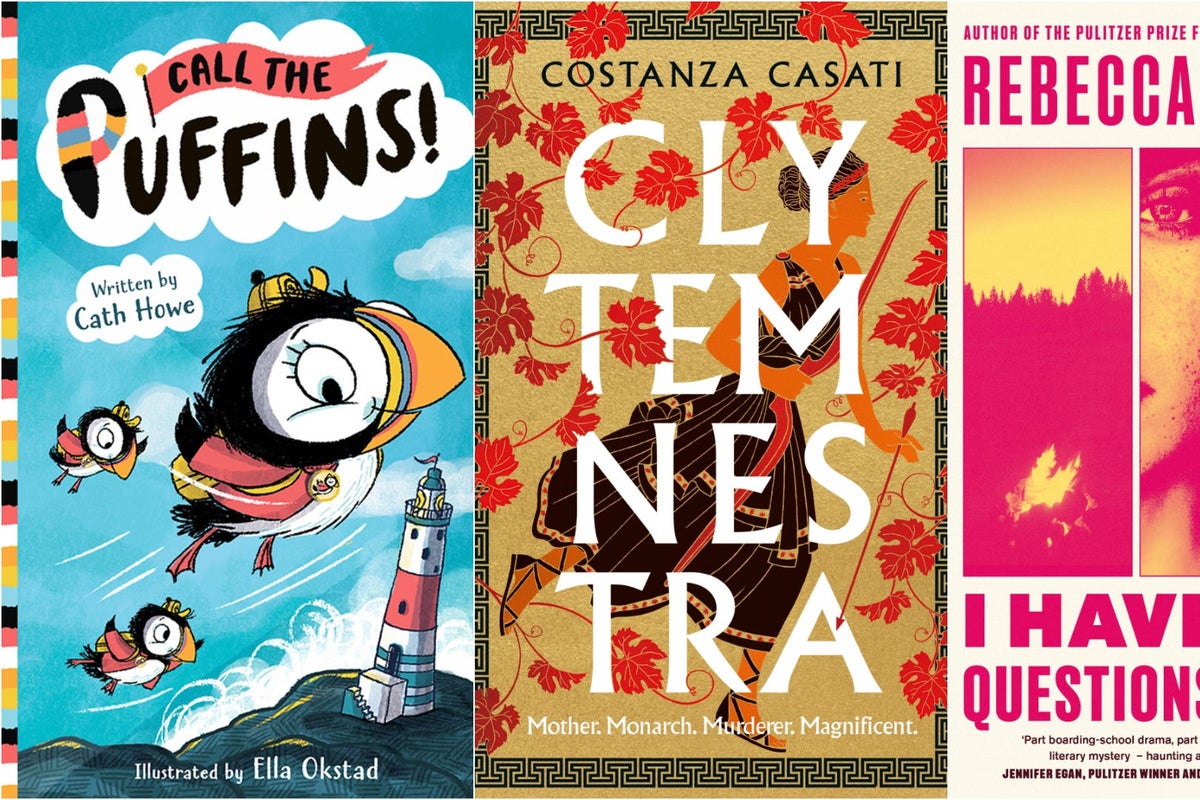 CALL THE
PUFFINS!
Written by
Cath Howe
Illustrated by Ella Okstad
COSTANZA CASATI
CLY
TEM
NES
TRA
Mother. Monarch. Murderer. Magnificent.
AUTHOR OF THE PULITZER PRIZE F
REBECCA
I HAV
QUESTIONS
'Part boarding-school drama, part
literary mystery – haunting a
JENNIFER EGAN, PULITZER WINNER AND